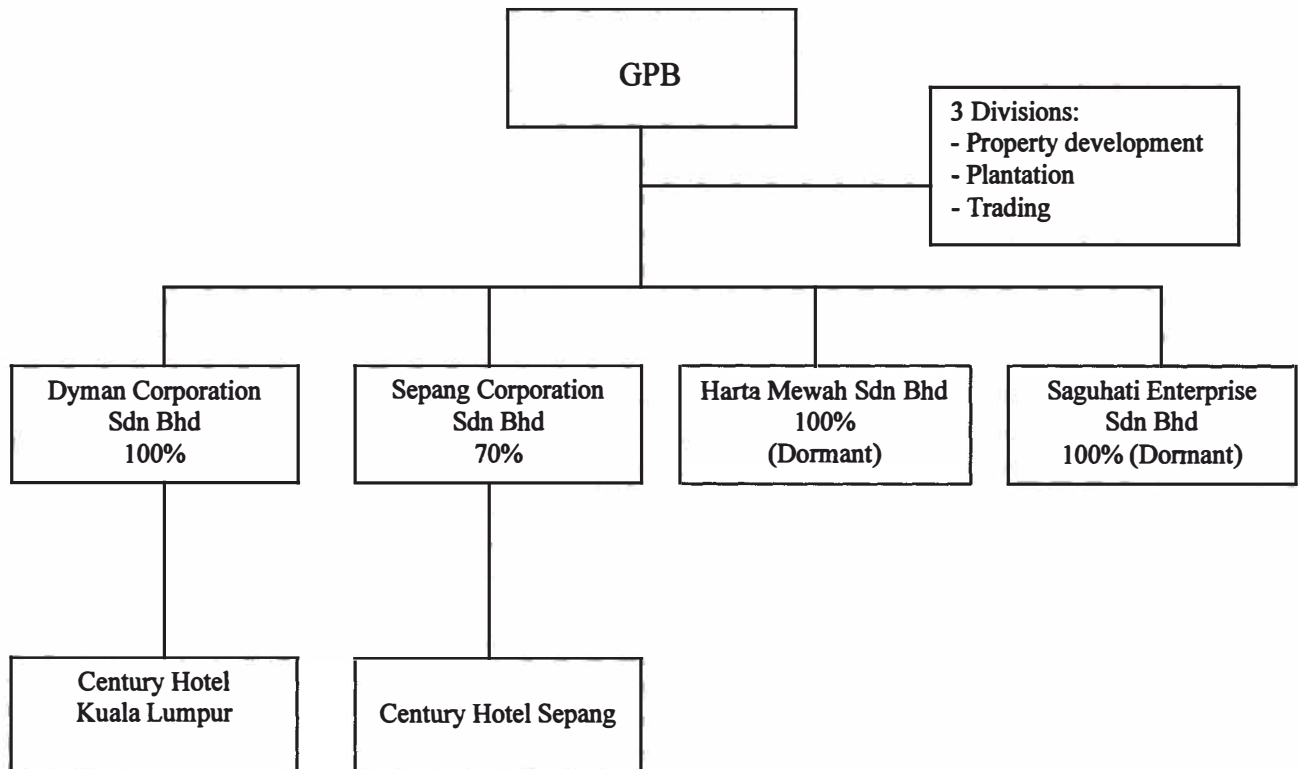 GPB
3 Divisions:
- Property development
- Plantation
- Trading
Dyman Corporation
Sdn Bhd
100%
Sepang Corporation
Sdn Bhd
70%
Harta Mewah Sdn Bhd
100%
(Dormant)
Saguhati Enterprise
Sdn Bhd
100% (Dormant)
Century Hotel
Kuala Lumpur
Century Hotel Sepang